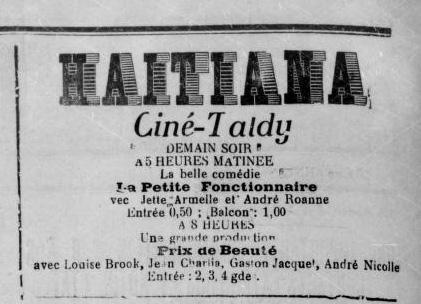 HAITIANA
Ciné-Taldy
DEMAIN SOIR
A 5 HEURES MATINEE
La belle comédie
La Petite Fonctionnaire
vec Jette Armelle et André Roanne
Entrée 0,50 ; Balcon : 1,00
A 8 HEURES
Une grande production
Prix de Beauté
avec Louise Brook, Jean Charlia, Gaston Jacquet, André Nicolle
Entrée : 2, 3, 4 gde.